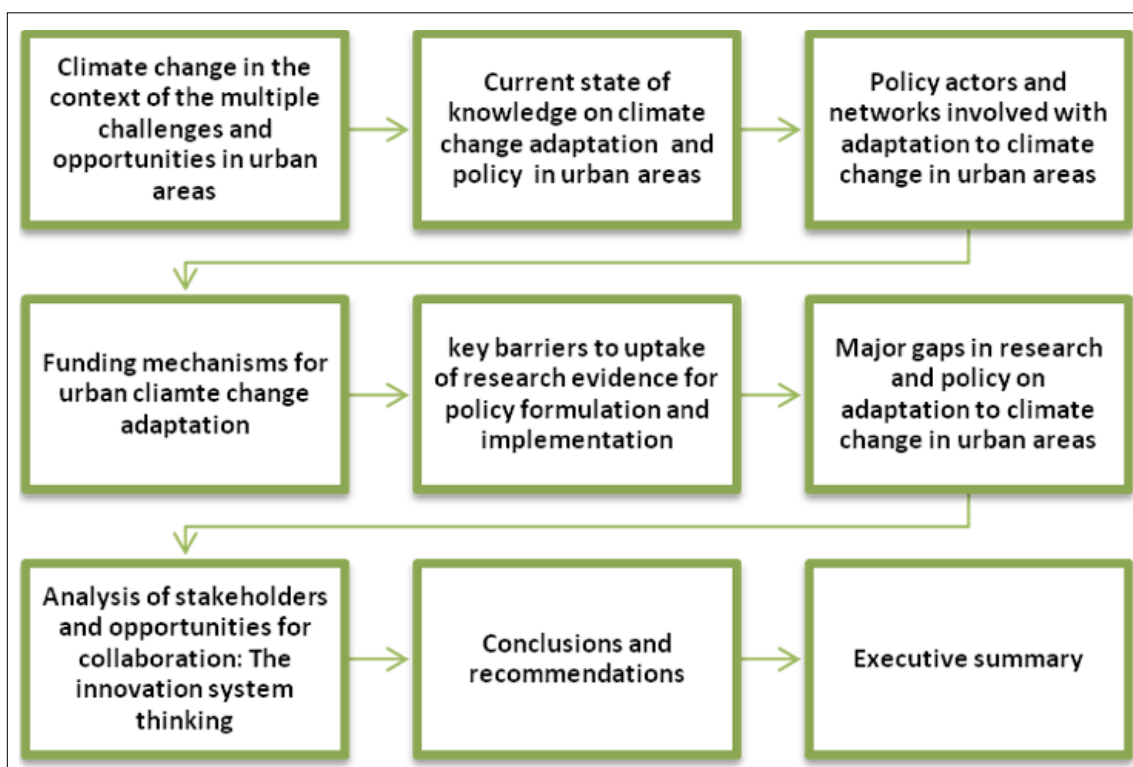 Climate change in the
context of the multiple
challenges and
opportunities in urban
areas
Current state of
knowledge on climate
change adaptation and
policy in urban areas
Policy actors and
networks involved with
adaptation to climate
change in urban areas
Funding mechanisms for
urban cliamte change
adaptation
key barriers to uptake
of research evidence for
policy formulation and
implementation
Major gaps in research
and policy on
adaptation to climate
change in urban areas
Analysis of stakeholders
and opportunities for
collaboration: The
innovation system
thinking
Conclusions and
recommendations
Executive summary